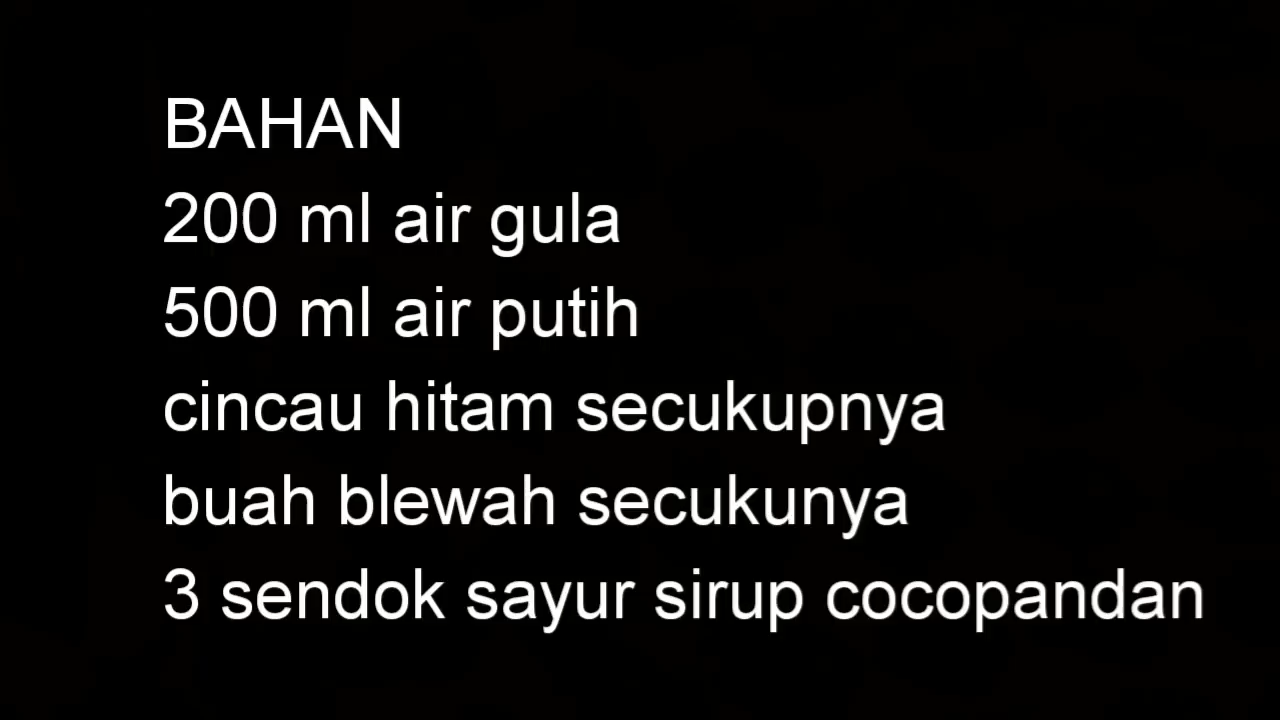 BAHAN
200 ml air gula
500 ml air putih
cincau hitam secukupnya
buah blewah secukunya
3 sendok sayur sirup cocopandan